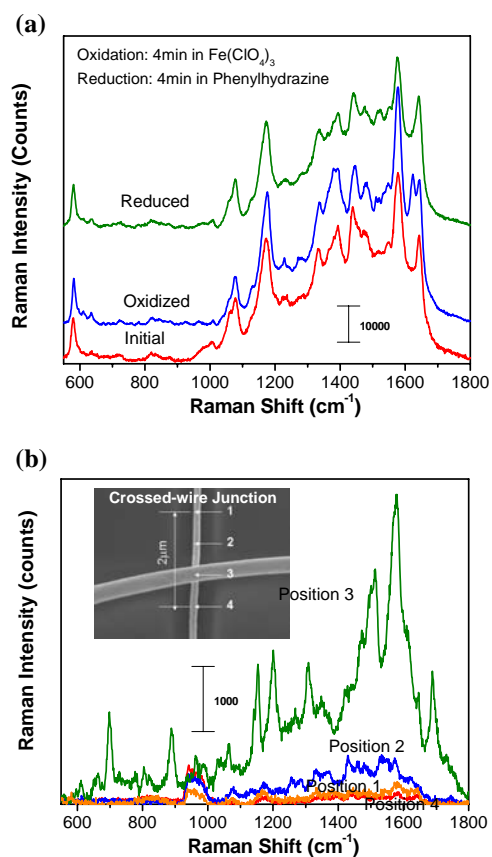 (a)
Oxidation: 4min in Fe(ClO₄)₃
Reduction: 4min in Phenylhydrazine
Reduced
Oxidized
Initial
10000
Raman Intensity (Counts)
600 800 1000 1200 1400 1600 1800
Raman Shift (cm⁻¹)
(b)
Crossed-wire Junction
1
2
3
4
2μm
Position 3
1000
Position 2
Position 1
Position 4
Raman Intensity (counts)
600 800 1000 1200 1400 1600 1800
Raman Shift (cm⁻¹)